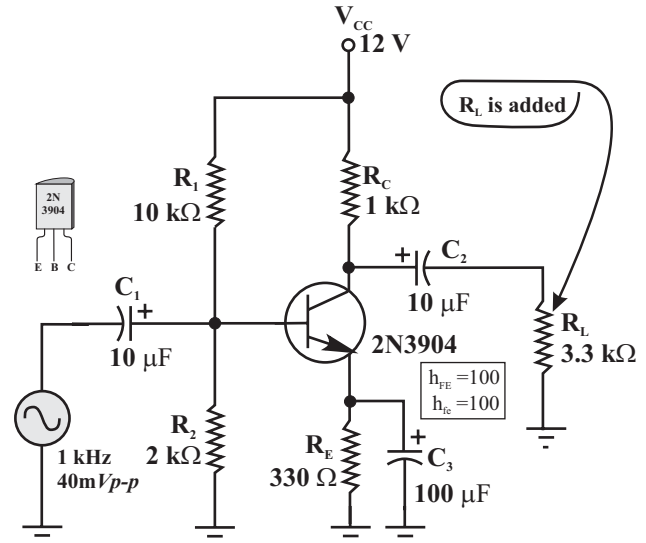 V_CC
12 V
R_L is added
R_1
10 kΩ
R_C
1 kΩ
2N
3904
E B C
C_1
+
10 µF
+
C_2
10 µF
R_L
3.3 kΩ
2N3904
h_FE =100
h_fe =100
R_2
2 kΩ
1 kHz
40mVp-p
R_E
330 Ω
+
C_3
100 µF